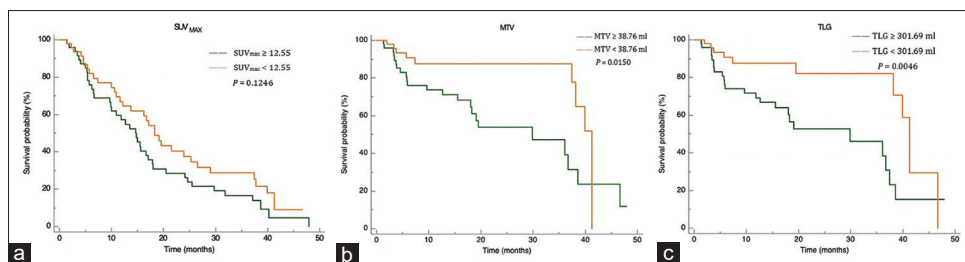 SUV MAX
Survival probability (%)
100
80
60
40
20
0
SUVmax ≥ 12.55
SUVmax < 12.55
P = 0.1246
0 10 20 30 40 50
Time (months)
a
MTV
Survival probability (%)
100
80
60
40
20
0
MTV ≥ 38.76 ml
MTV < 38.76 ml
P = 0.0150
0 10 20 30 40 50
Time (months)
b
TLG
Survival probability (%)
100
80
60
40
20
0
TLG ≥ 301.69 ml
TLG < 301.69 ml
P = 0.0046
0 10 20 30 40 50
Time (months)
c